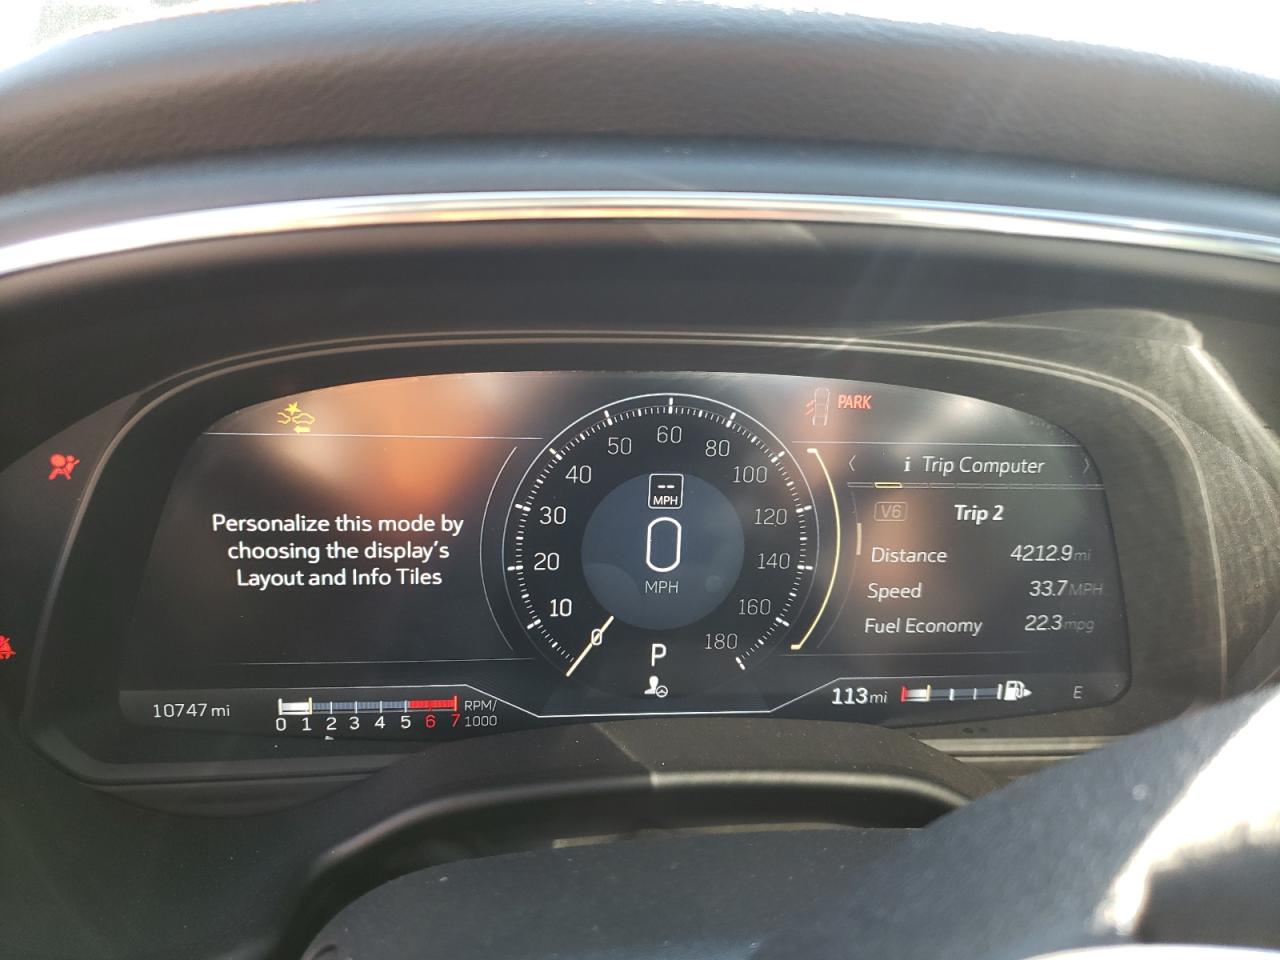 PARK
Personalize this mode by
choosing the display's
Layout and Info Tiles
0 10 20 30 40 50 60 80 100 120 140 160 180
--
MPH
0
MPH
P
i Trip Computer
V6 Trip 2
Distance 4212.9 mi
Speed 33.7 MPH
Fuel Economy 22.3 mpg
10747 mi
0 1 2 3 4 5 6 7
RPM/
1000
113 mi
E